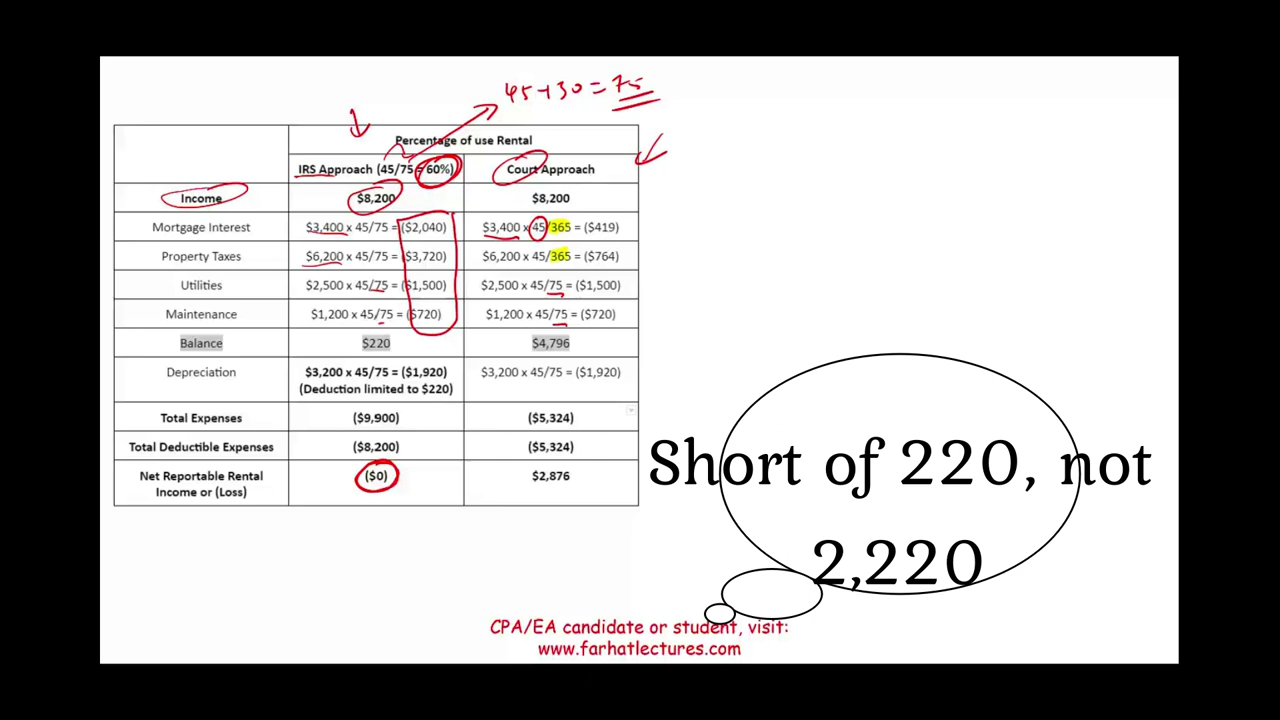 45+30=75
Percentage of use Rental
IRS Approach (45/75 = 60%) Court Approach
Income $8,200 $8,200
Mortgage Interest $3,400 x 45/75 = ($2,040) $3,400 x 45/365 = ($419)
Property Taxes $6,200 x 45/75 = ($3,720) $6,200 x 45/365 = ($764)
Utilities $2,500 x 45/75 = ($1,500) $2,500 x 45/75 = ($1,500)
Maintenance $1,200 x 45/75 = ($720) $1,200 x 45/75 = ($720)
Balance $220 $4,796
Depreciation $3,200 x 45/75 = ($1,920) $3,200 x 45/75 = ($1,920)
(Deduction limited to $220)
Total Expenses ($9,900) ($5,324)
Total Deductible Expenses ($8,200) ($5,324)
Net Reportable Rental ($0) $2,876
Income or (Loss)
Short of 220, not
2,220
CPA/EA candidate or student, visit:
www.farhatlectures.com